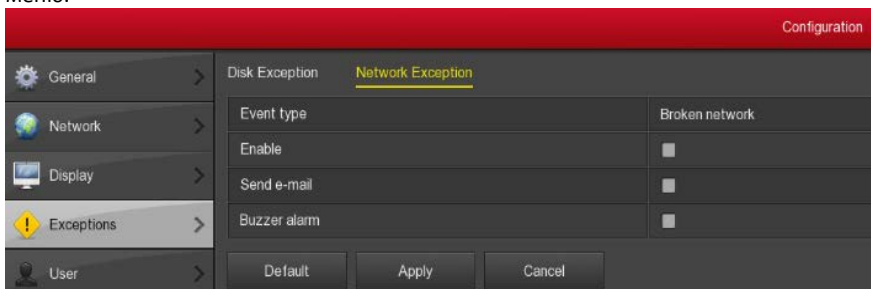 Configuration
General
Network
Display
Exceptions
User
Disk Exception Network Exception
Event type Broken network
Enable
Send e-mail
Buzzer alarm
Default Apply Cancel